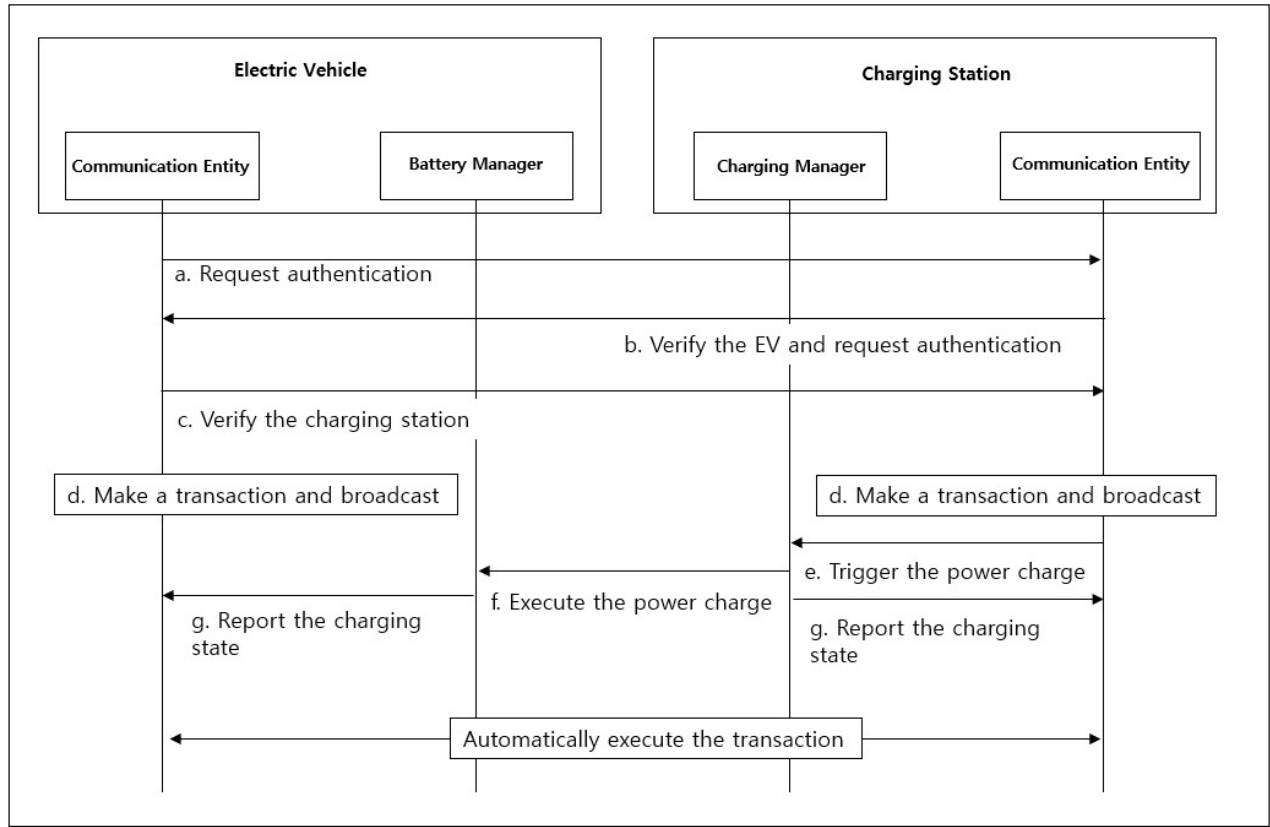 Electric Vehicle
Charging Station
Communication Entity
Battery Manager
Charging Manager
Communication Entity
a. Request authentication
b. Verify the EV and request authentication
c. Verify the charging station
d. Make a transaction and broadcast
d. Make a transaction and broadcast
e. Trigger the power charge
f. Execute the power charge
g. Report the charging
state
g. Report the charging
state
Automatically execute the transaction